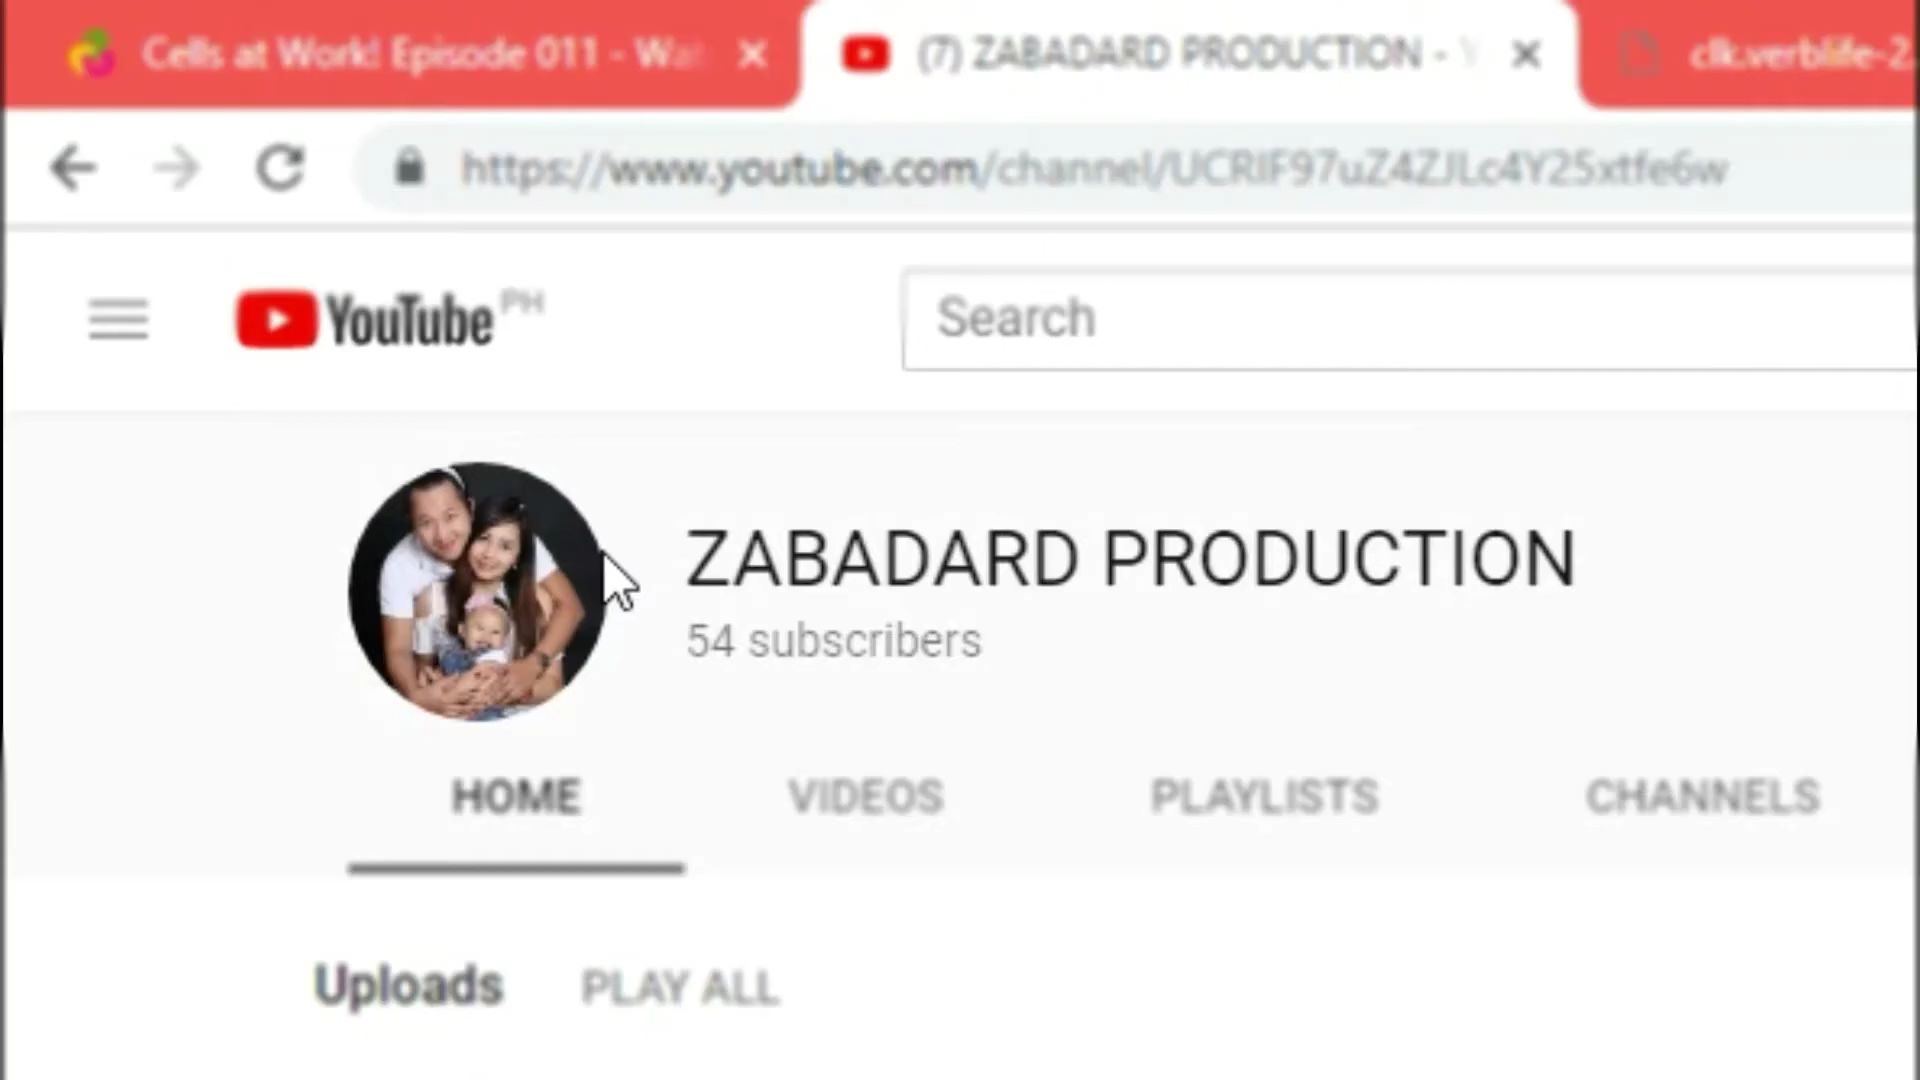 Cells at Work! Episode 011 - Wat
(7) ZABADARD PRODUCTION - Y
clk.verblife-2.
https://www.youtube.com/channel/UCRIF97uZ4ZJLc4Y25xtfe6w
YouTube PH
Search
ZABADARD PRODUCTION
54 subscribers
HOME VIDEOS PLAYLISTS CHANNELS
Uploads PLAY ALL